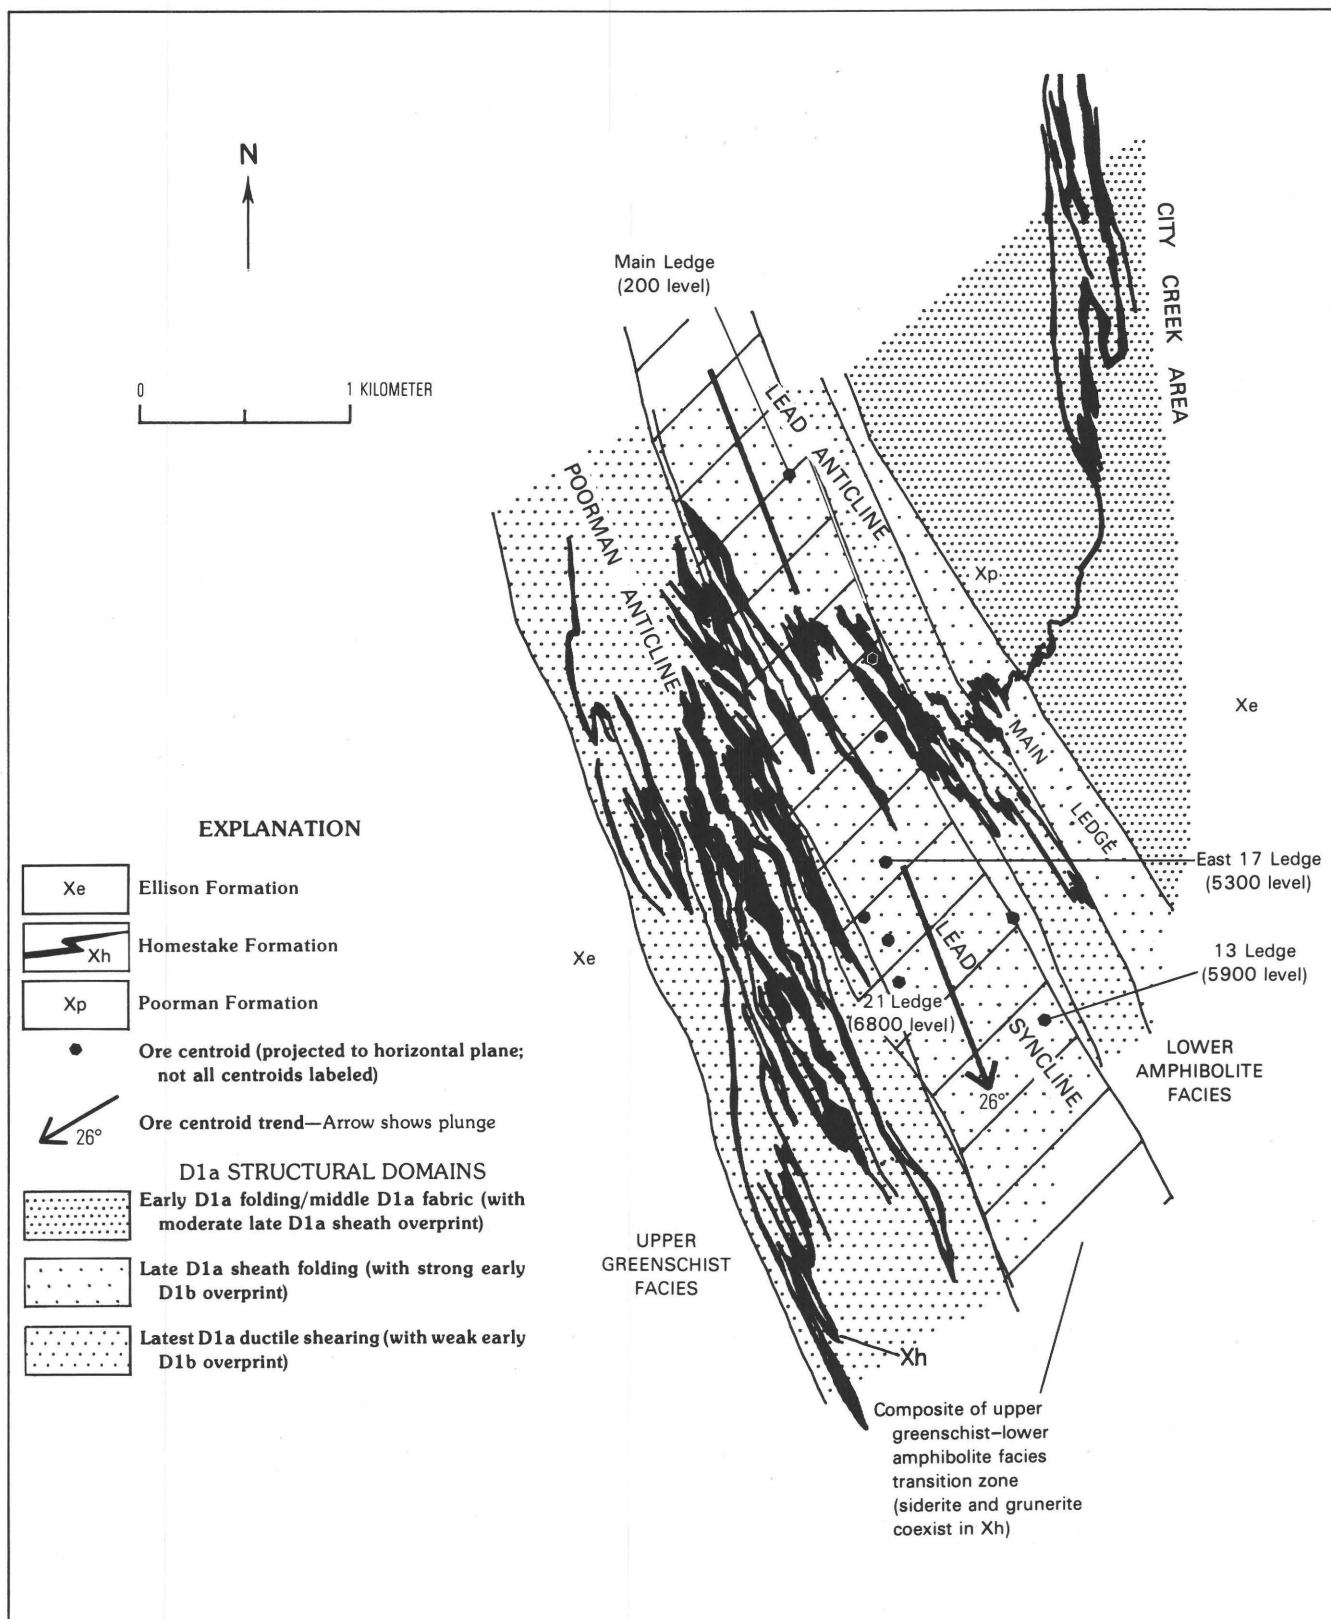 N
0
1 KILOMETER
Main Ledge
(200 level)
CITY CREEK AREA
LEAD ANTICLINE
POORMAN ANTICLINE
Xp
Xe
MAIN LEDGE
East 17 Ledge
(5300 level)
13 Ledge
(5900 level)
Xe
LEAD SYNCLINE
21 Ledge
(6800 level)
26°
LOWER
AMPHIBOLITE
FACIES
UPPER
GREENSCHIST
FACIES
Xh
Composite of upper
greenschist–lower
amphibolite facies
transition zone
(siderite and grunerite
coexist in Xh)
EXPLANATION
Xe
Ellison Formation
Xh
Homestake Formation
Xp
Poorman Formation
Ore centroid (projected to horizontal plane;
not all centroids labeled)
26°
Ore centroid trend—Arrow shows plunge
D1a STRUCTURAL DOMAINS
Early D1a folding/middle D1a fabric (with
moderate late D1a sheath overprint)
Late D1a sheath folding (with strong early
D1b overprint)
Latest D1a ductile shearing (with weak early
D1b overprint)